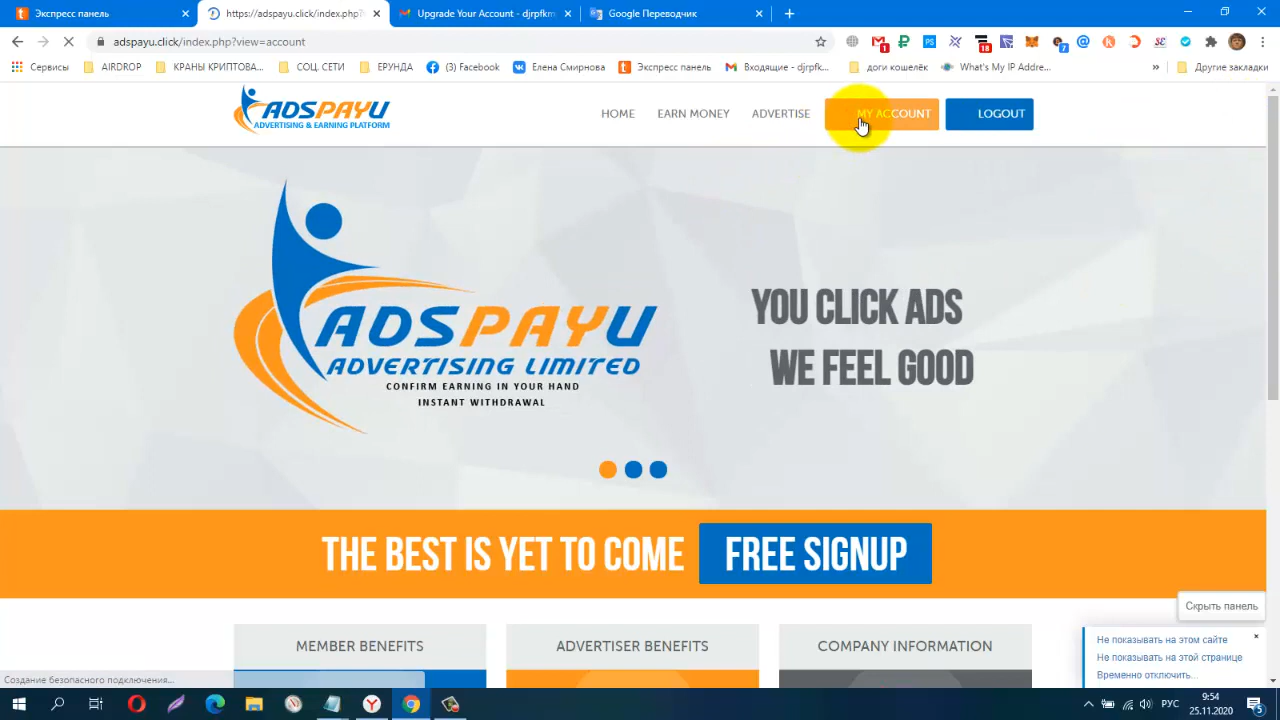 Экспресс панель
https://adspayu.click/index.php?
Upgrade Your Account - djrpfkm
Google Переводчик
adspayu.click/index.php?view=account
1
18
7
Сервисы
AIRDROP
КРАНЫ КРИПТОВА...
СОЦ. СЕТИ
ЕРУНДА
(3) Facebook
Елена Смирнова
Экспресс панель
Входящие - djrpfk...
доги кошелёк
What's My IP Addre...
»
Другие закладки
ADSPAYU
ADVERTISING & EARNING PLATFORM
HOME
EARN MONEY
ADVERTISE
MY ACCOUNT
LOGOUT
ADSPAYU
ADVERTISING LIMITED
CONFIRM EARNING IN YOUR HAND
INSTANT WITHDRAWAL
YOU CLICK ADS
WE FEEL GOOD
THE BEST IS YET TO COME
FREE SIGNUP
Скрыть панель
MEMBER BENEFITS
ADVERTISER BENEFITS
COMPANY INFORMATION
Не показывать на этом сайте
Не показывать на этой странице
Временно отключить...
Создание безопасного подключения...
РУС
9:54
25.11.2020
5